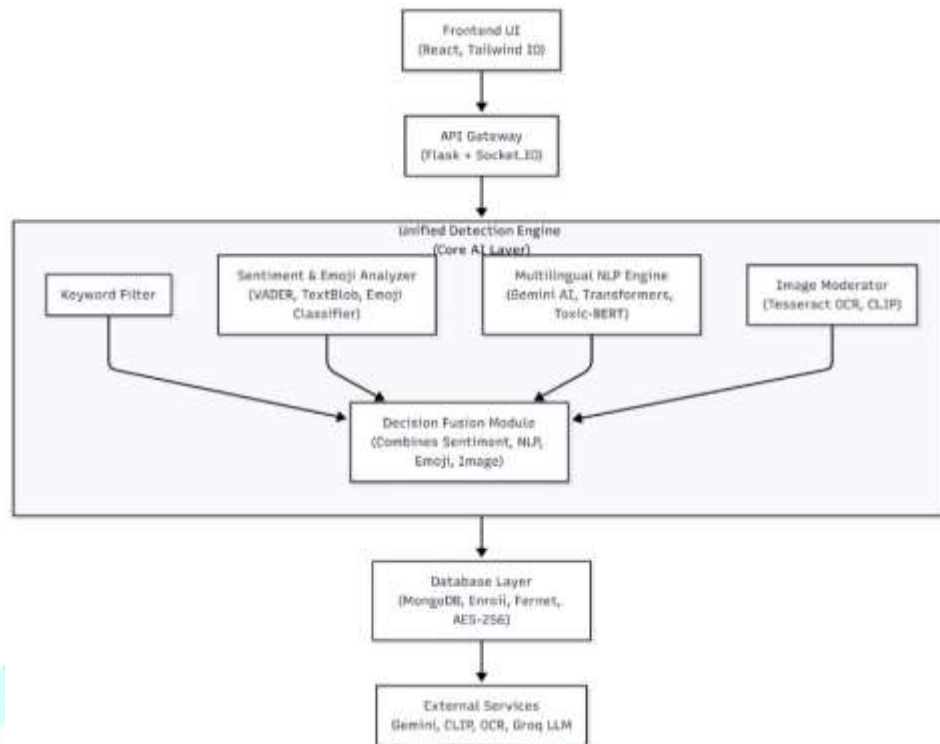 Frontend UI
(React, Tailwind IO)
API Gateway
(Flask + Socket.IO)
Unified Detection Engine
(Core AI Layer)
Keyword Filter
Sentiment & Emoji Analyzer
(VADER, TextBlob, Emoji
Classifier)
Multilingual NLP Engine
(Gemini AI, Transformers,
Toxic-BERT)
Image Moderator
(Tesseract OCR, CLIP)
Decision Fusion Module
(Combines Sentiment, NLP,
Emoji, Image)
Database Layer
(MongoDB, Fernet,
AES-256)
External Services
Gemini, CLIP, OCR, Groq LLM